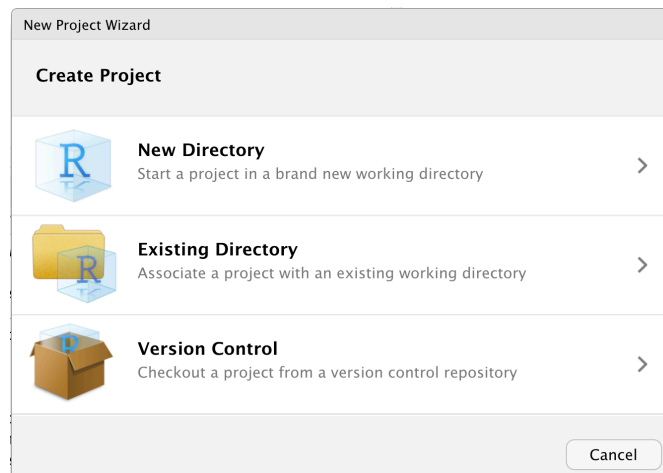 New Project Wizard
Create Project
New Directory
Start a project in a brand new working directory
Existing Directory
Associate a project with an existing working directory
Version Control
Checkout a project from a version control repository
Cancel